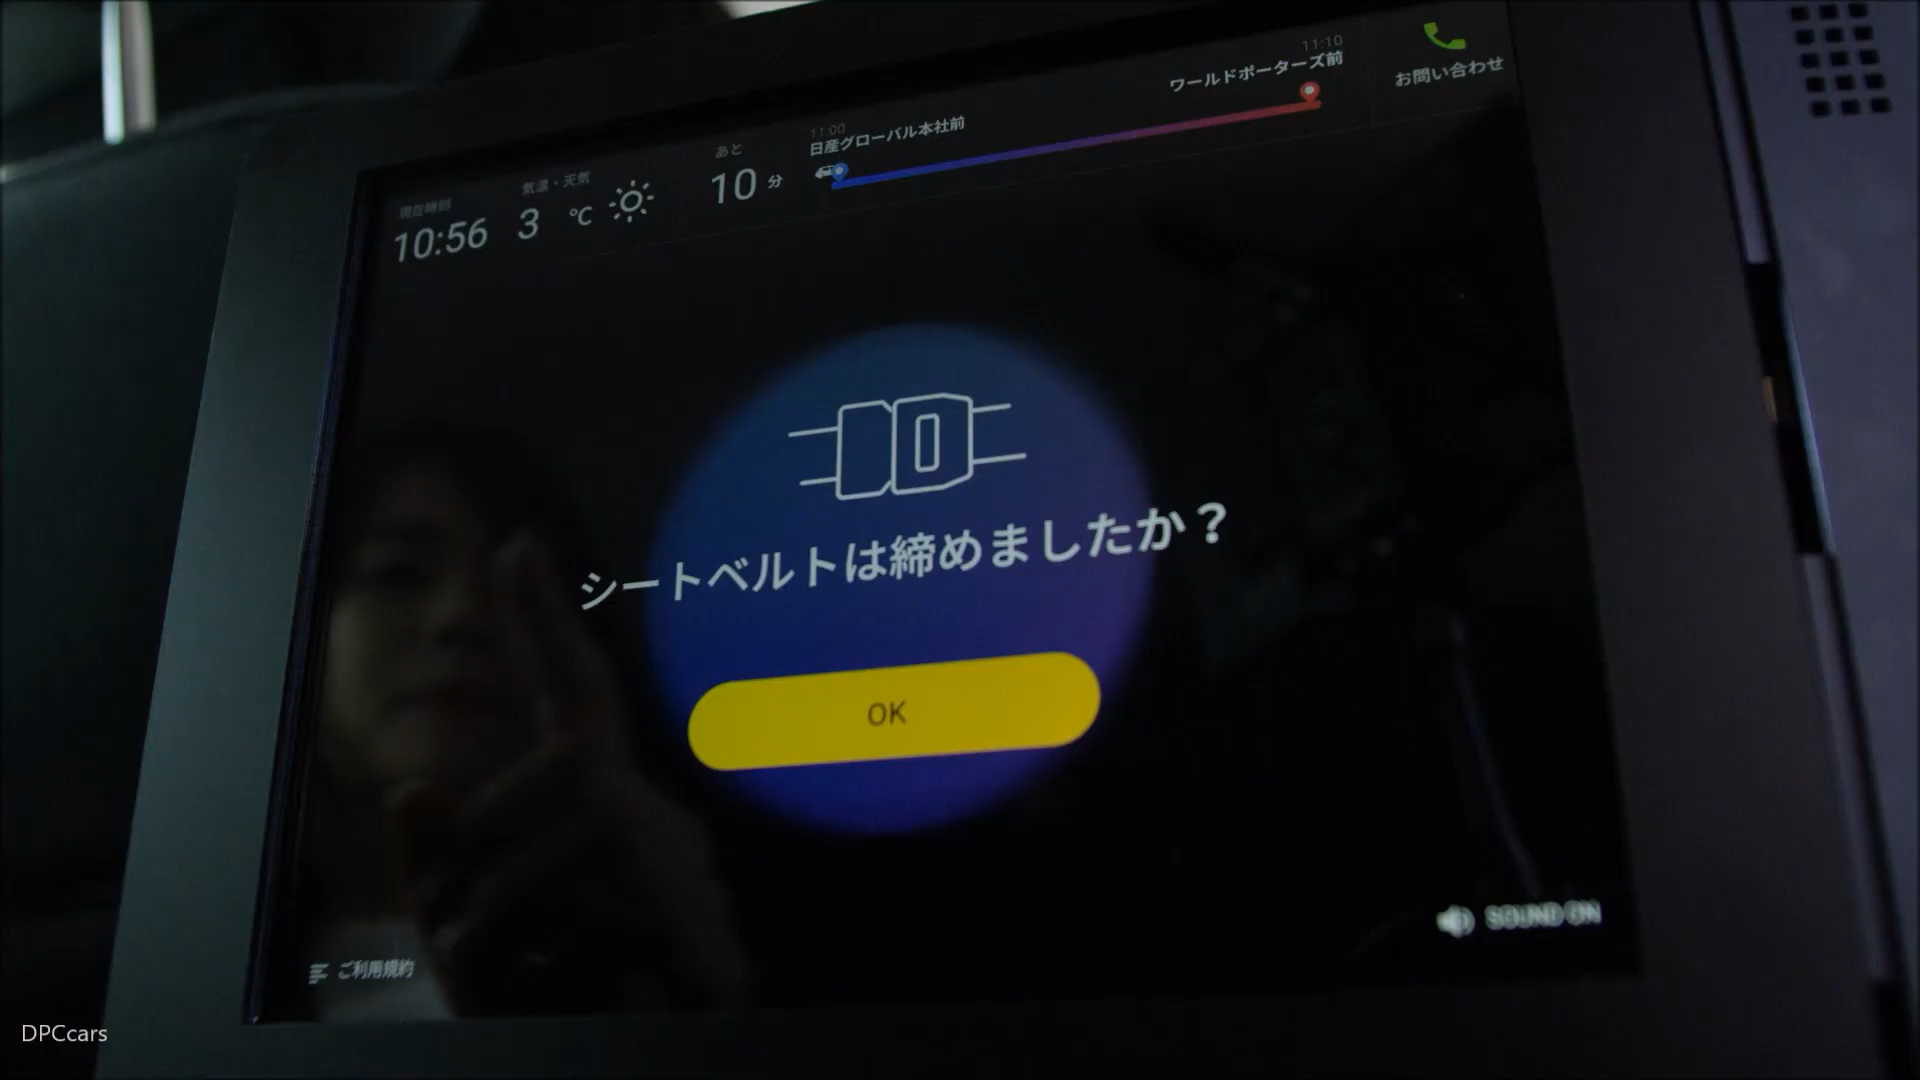 現在時刻
10:56
気温・天気
3 ℃
あと
10 分
11:00
日産グローバル本社前
11:10
ワールドポーターズ前
お問い合わせ
シートベルトは締めましたか？
OK
SOUND ON
ご利用規約
DPCcars